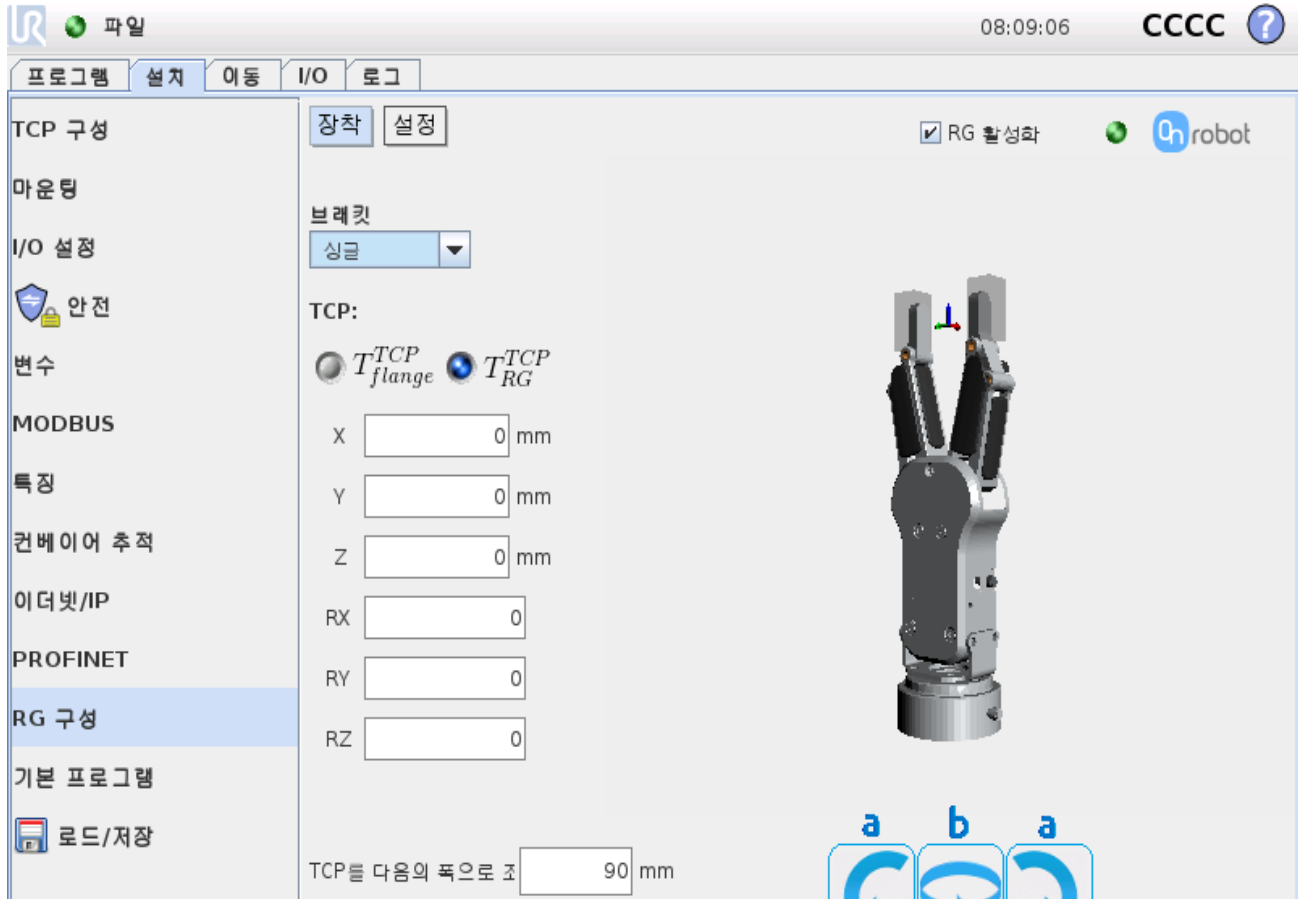 UR 파일 08:09:06 CCCC ?
프로그램 설치 이동 I/O 로그
TCP 구성
마운팅
I/O 설정
안전
변수
MODBUS
특징
컨베이어 추적
이더넷/IP
PROFINET
RG 구성
기본 프로그램
로드/저장
장착 설정
RG 활성화
On robot
브래킷
싱글
TCP:
T^{TCP}_{flange} T^{TCP}_{RG}
X 0 mm
Y 0 mm
Z 0 mm
RX 0
RY 0
RZ 0
TCP를 다음의 폭으로 조 90 mm
a b a